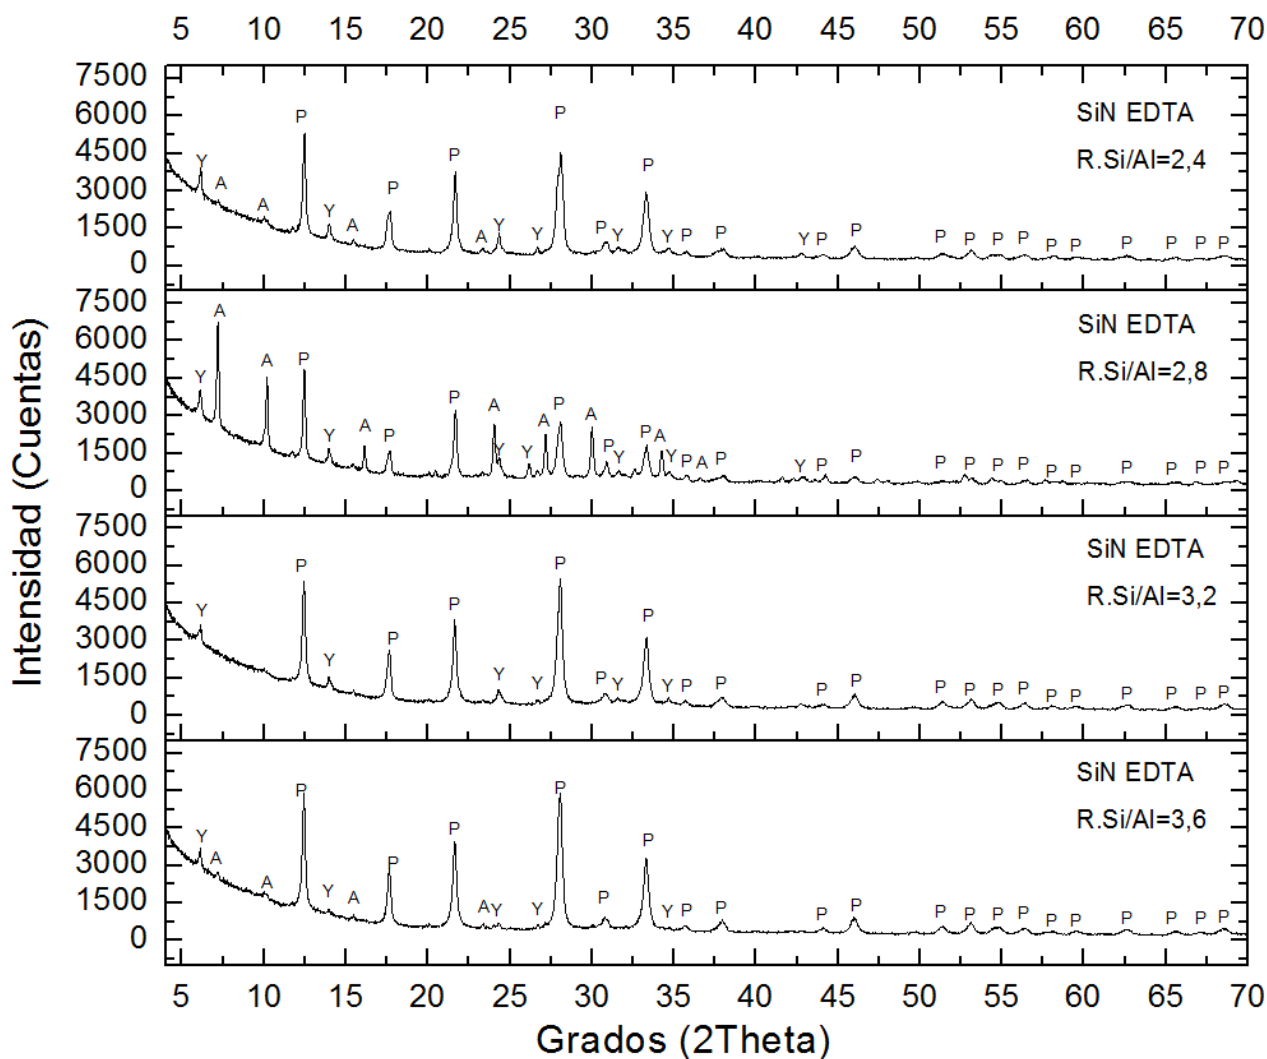 5 10 15 20 25 30 35 40 45 50 55 60 65 70
7500
6000
4500
3000
1500
0
SiN EDTA
R.Si/Al=2,4
Y A A P Y A P P A Y Y P P Y P Y P P Y P P P P P P P P P P P
7500
6000
4500
3000
1500
0
SiN EDTA
R.Si/Al=2,8
Y A A P Y A P P A Y Y A P A P Y P A Y P A P Y P P P P P P P P P P P
7500
6000
4500
3000
1500
0
SiN EDTA
R.Si/Al=3,2
Y P Y P P Y Y P P Y P Y P P P P P P P P P P P P P
7500
6000
4500
3000
1500
0
SiN EDTA
R.Si/Al=3,6
Y A A P Y A P P A Y Y P P P Y P P P P P P P P P P P P P
5 10 15 20 25 30 35 40 45 50 55 60 65 70
Intensidad (Cuentas)
Grados (2Theta)